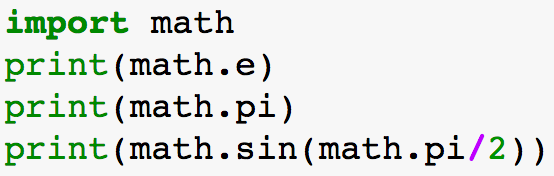 import math
print(math.e)
print(math.pi)
print(math.sin(math.pi/2))